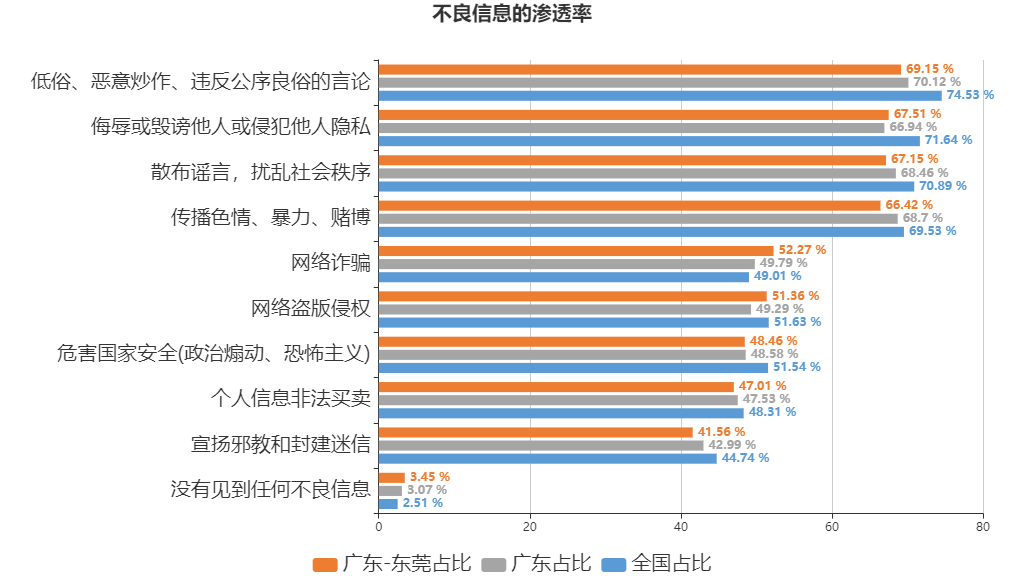 不良信息的渗透率
低俗、恶意炒作、违反公序良俗的言论
69.15 %
70.12 %
74.53 %
侮辱或毁谤他人或侵犯他人隐私
67.51 %
66.94 %
71.64 %
散布谣言，扰乱社会秩序
67.15 %
68.46 %
70.89 %
传播色情、暴力、赌博
66.42 %
68.7 %
69.53 %
网络诈骗
52.27 %
49.79 %
49.01 %
网络盗版侵权
51.36 %
49.29 %
51.63 %
危害国家安全(政治煽动、恐怖主义)
48.46 %
48.58 %
51.54 %
个人信息非法买卖
47.01 %
47.53 %
48.31 %
宣扬邪教和封建迷信
41.56 %
42.99 %
44.74 %
没有见到任何不良信息
3.45 %
3.07 %
2.51 %
0 20 40 60 80
广东-东莞占比 广东占比 全国占比